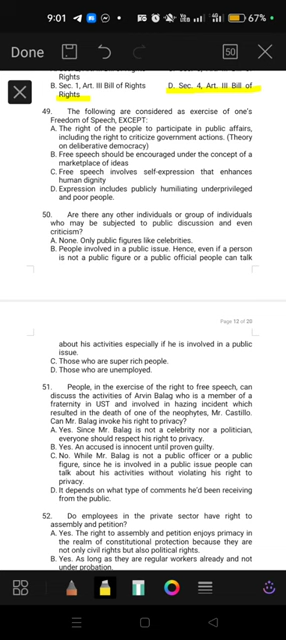 9:01
67%
Done
50
Rights
B. Sec. 1, Art. III Bill of Rights
D. Sec. 4, Art. III Bill of Rights
49. The following are considered as exercise of one's
Freedom of Speech, EXCEPT:
A. The right of the people to participate in public affairs,
including the right to criticize government actions. (Theory
on deliberative democracy)
B. Free speech should be encouraged under the concept of a
marketplace of ideas
C. Free speech involves self-expression that enhances
human dignity
D. Expression includes publicly humiliating underprivileged
and poor people.
50. Are there any other individuals or group of individuals
who may be subjected to public discussion and even
criticism?
A. None. Only public figures like celebrities.
B. People involved in a public issue. Hence, even if a person
is not a public figure or a public official people can talk
Page 12 of 25
about his activities especially if he is involved in a public
issue.
C. Those who are super rich people.
D. Those who are unemployed.
51. People, in the exercise of the right to free speech, can
discuss the activities of Arvin Balag who is a member of a
fraternity in UST and involved in hazing incident which
resulted in the death of one of the neophytes, Mr. Castillo.
Can Mr. Balag invoke his right to privacy?
A. Yes. Since Mr. Balag is not a celebrity nor a politician,
everyone should respect his right to privacy.
B. Yes. An accused is innocent until proven guilty.
C. No. While Mr. Balag is not a public officer or a public
figure, since he is involved in a public issue people can
talk about his activities without violating his right to
privacy.
D. It depends on what type of comments he'd been receiving
from the public.
52. Do employees in the private sector have right to
assembly and petition?
A. Yes. The right to assembly and petition enjoys primacy in
the realm of constitutional protection because they are
not only civil rights but also political rights.
B. Yes. As long as they are regular workers already and not
under probation.